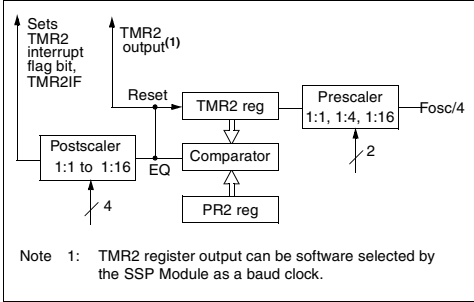 Sets
TMR2
interrupt
flag bit,
TMR2IF
TMR2
output(1)
Reset
TMR2 reg
Prescaler
1:1, 1:4, 1:16
Fosc/4
2
Postscaler
1:1 to 1:16
EQ
Comparator
4
PR2 reg
Note 1: TMR2 register output can be software selected by
the SSP Module as a baud clock.